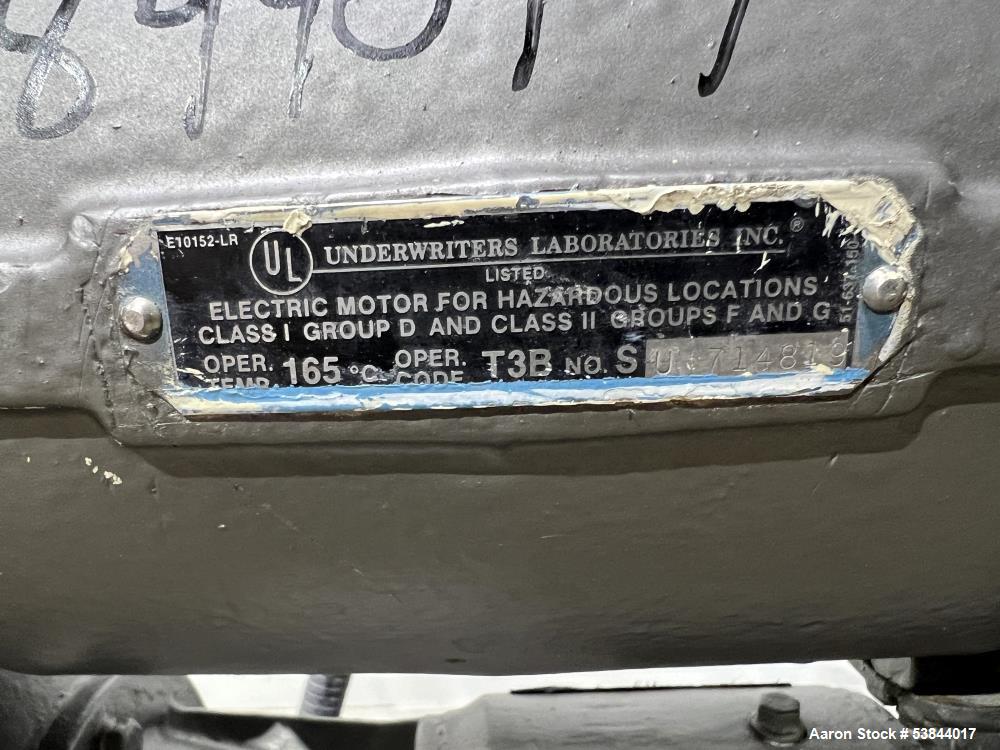 E10152-LR
UL UNDERWRITERS LABORATORIES INC.®
LISTED
ELECTRIC MOTOR FOR HAZARDOUS LOCATIONS
CLASS I GROUP D AND CLASS II GROUPS F AND G
OPER. TEMP. 165 °C OPER. CODE T3B NO. S U 714819
Aaron Stock # 53844017